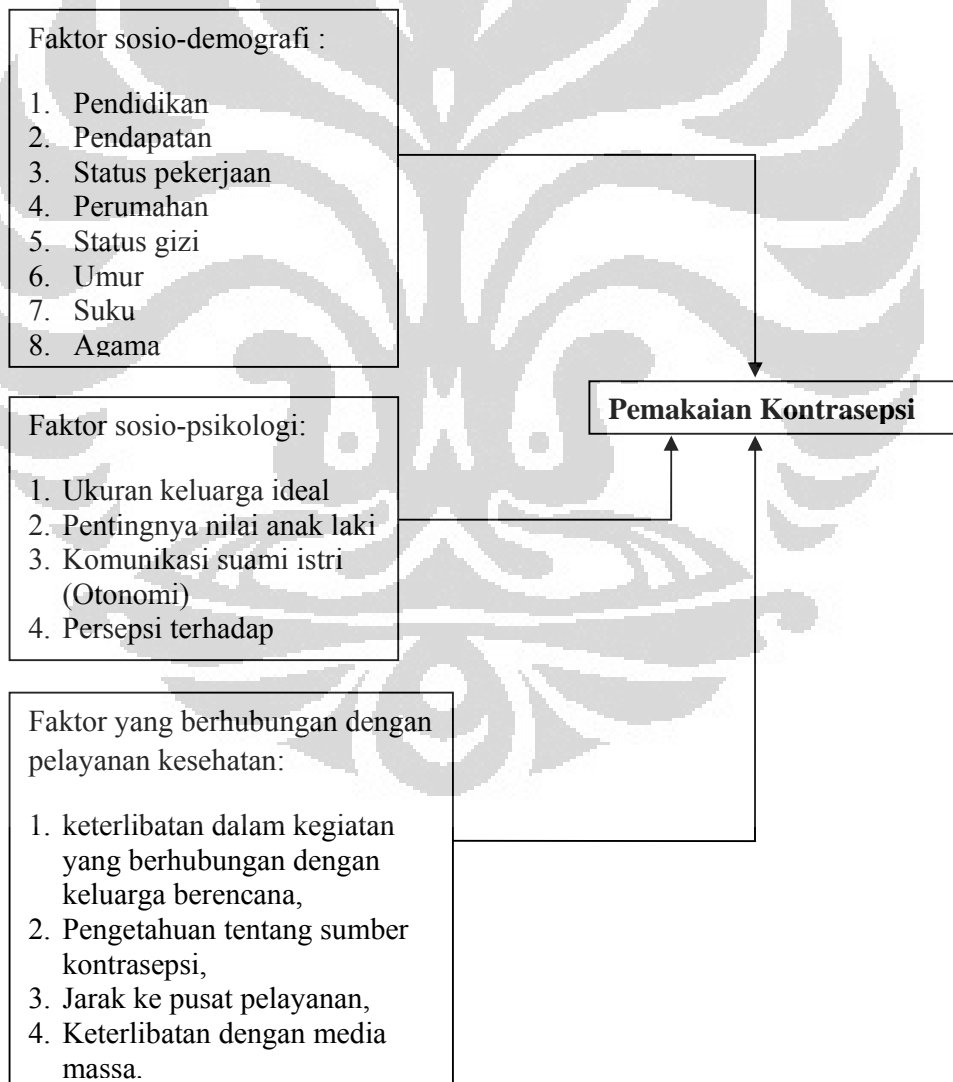 Faktor sosio-demografi :
1. Pendidikan
2. Pendapatan
3. Status pekerjaan
4. Perumahan
5. Status gizi
6. Umur
7. Suku
8. Agama
Pemakaian Kontrasepsi
Faktor sosio-psikologi:
1. Ukuran keluarga ideal
2. Pentingnya nilai anak laki
3. Komunikasi suami istri
(Otonomi)
4. Persepsi terhadap
Faktor yang berhubungan dengan
pelayanan kesehatan:
1. keterlibatan dalam kegiatan
yang berhubungan dengan
keluarga berencana,
2. Pengetahuan tentang sumber
kontrasepsi,
3. Jarak ke pusat pelayanan,
4. Keterlibatan dengan media
massa.